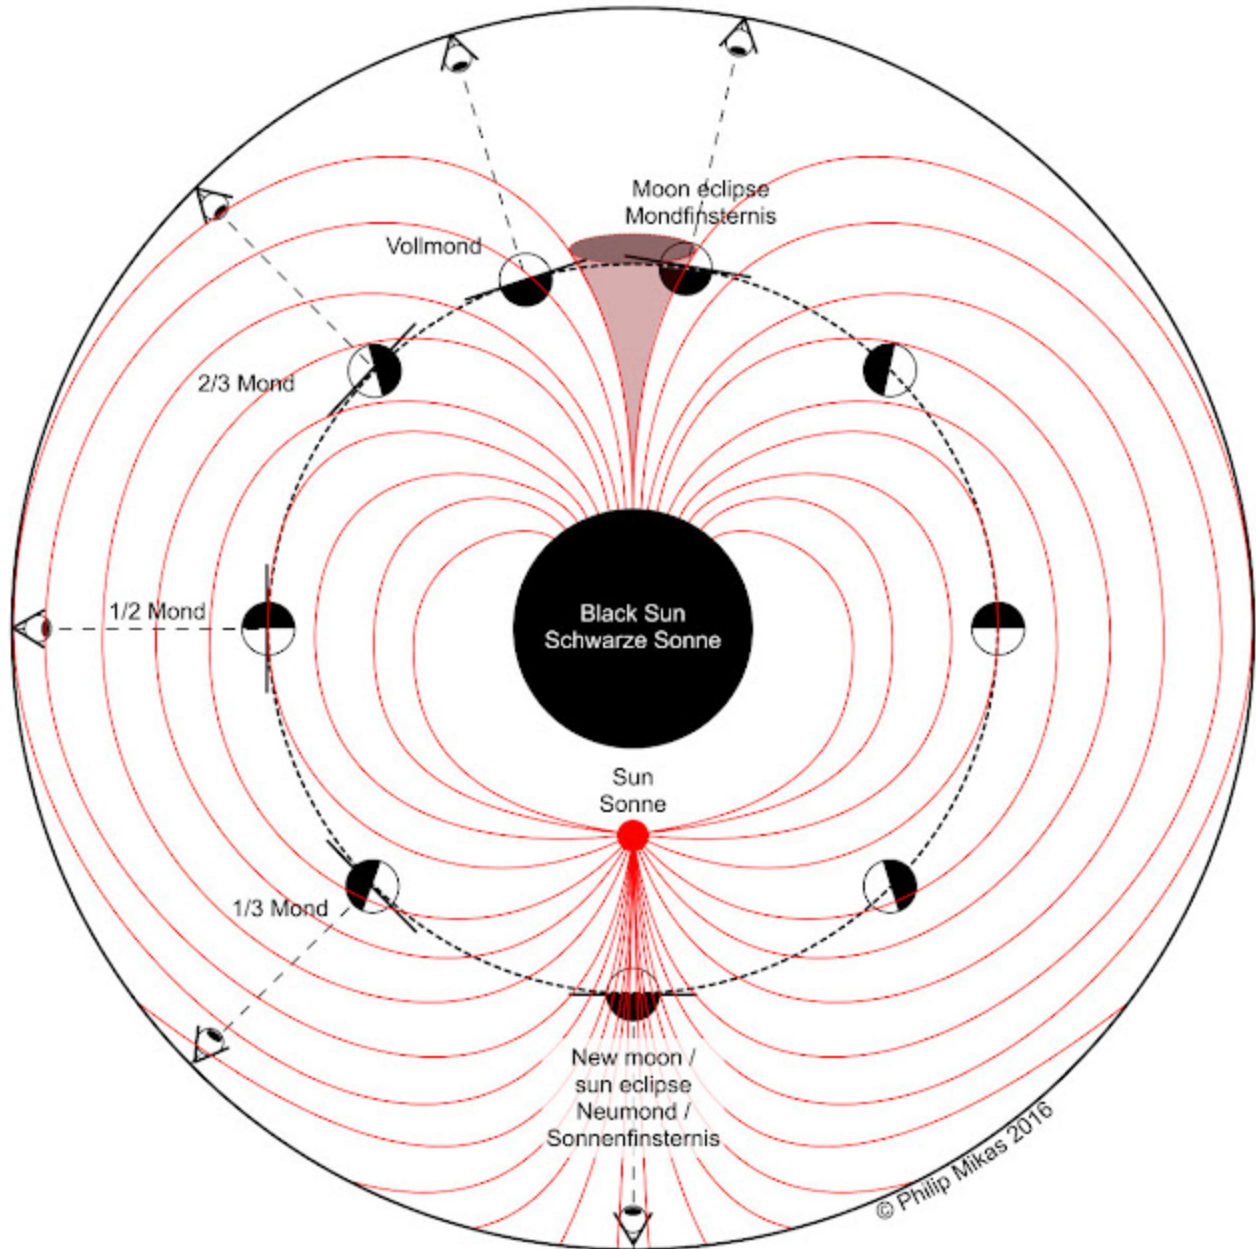 Moon eclipse
Mondfinsternis
Vollmond
2/3 Mond
1/2 Mond
Black Sun
Schwarze Sonne
Sun
Sonne
1/3 Mond
New moon /
sun eclipse
Neumond /
Sonnenfinsternis
© Philip Mikas 2016